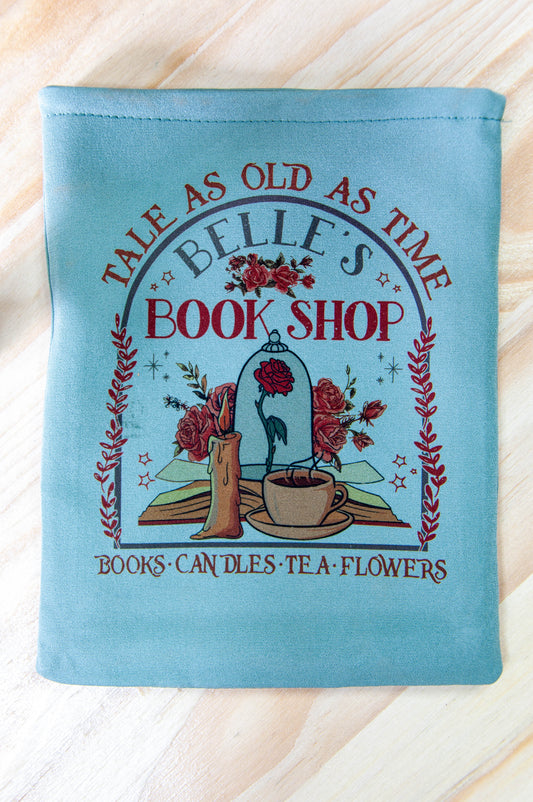 TALE AS OLD AS TIME
BELLE'S
BOOK SHOP
BOOKS · CANDLES · TEA · FLOWERS